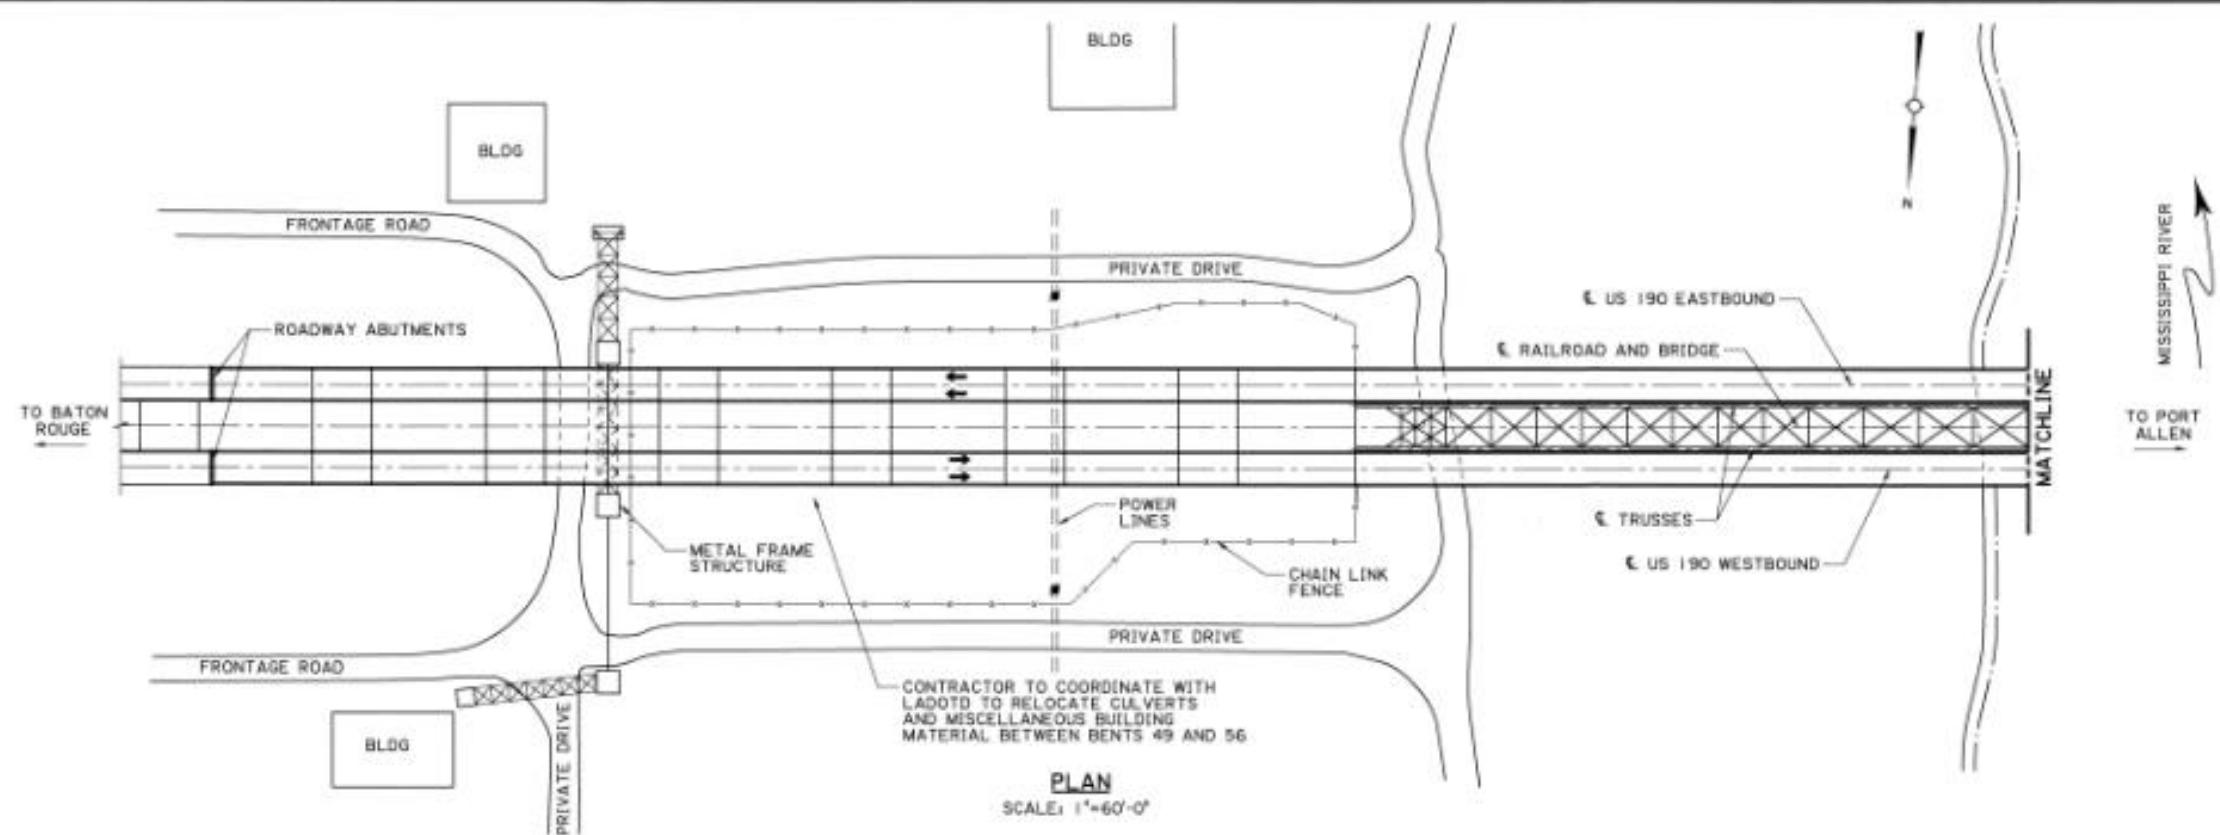 BLDG
BLDG
FRONTAGE ROAD
PRIVATE DRIVE
N
MISSISSIPPI RIVER
℄ US 190 EASTBOUND
ROADWAY ABUTMENTS
℄ RAILROAD AND BRIDGE
TO BATON
ROUGE
MATCHLINE
TO PORT
ALLEN
POWER
LINES
℄ TRUSSES
METAL FRAME
STRUCTURE
℄ US 190 WESTBOUND
CHAIN LINK
FENCE
PRIVATE DRIVE
FRONTAGE ROAD
CONTRACTOR TO COORDINATE WITH
LADOTD TO RELOCATE CULVERTS
AND MISCELLANEOUS BUILDING
MATERIAL BETWEEN BENTS 49 AND 56
BLDG
PRIVATE DRIVE
PLAN
SCALE: 1"=60'-0"